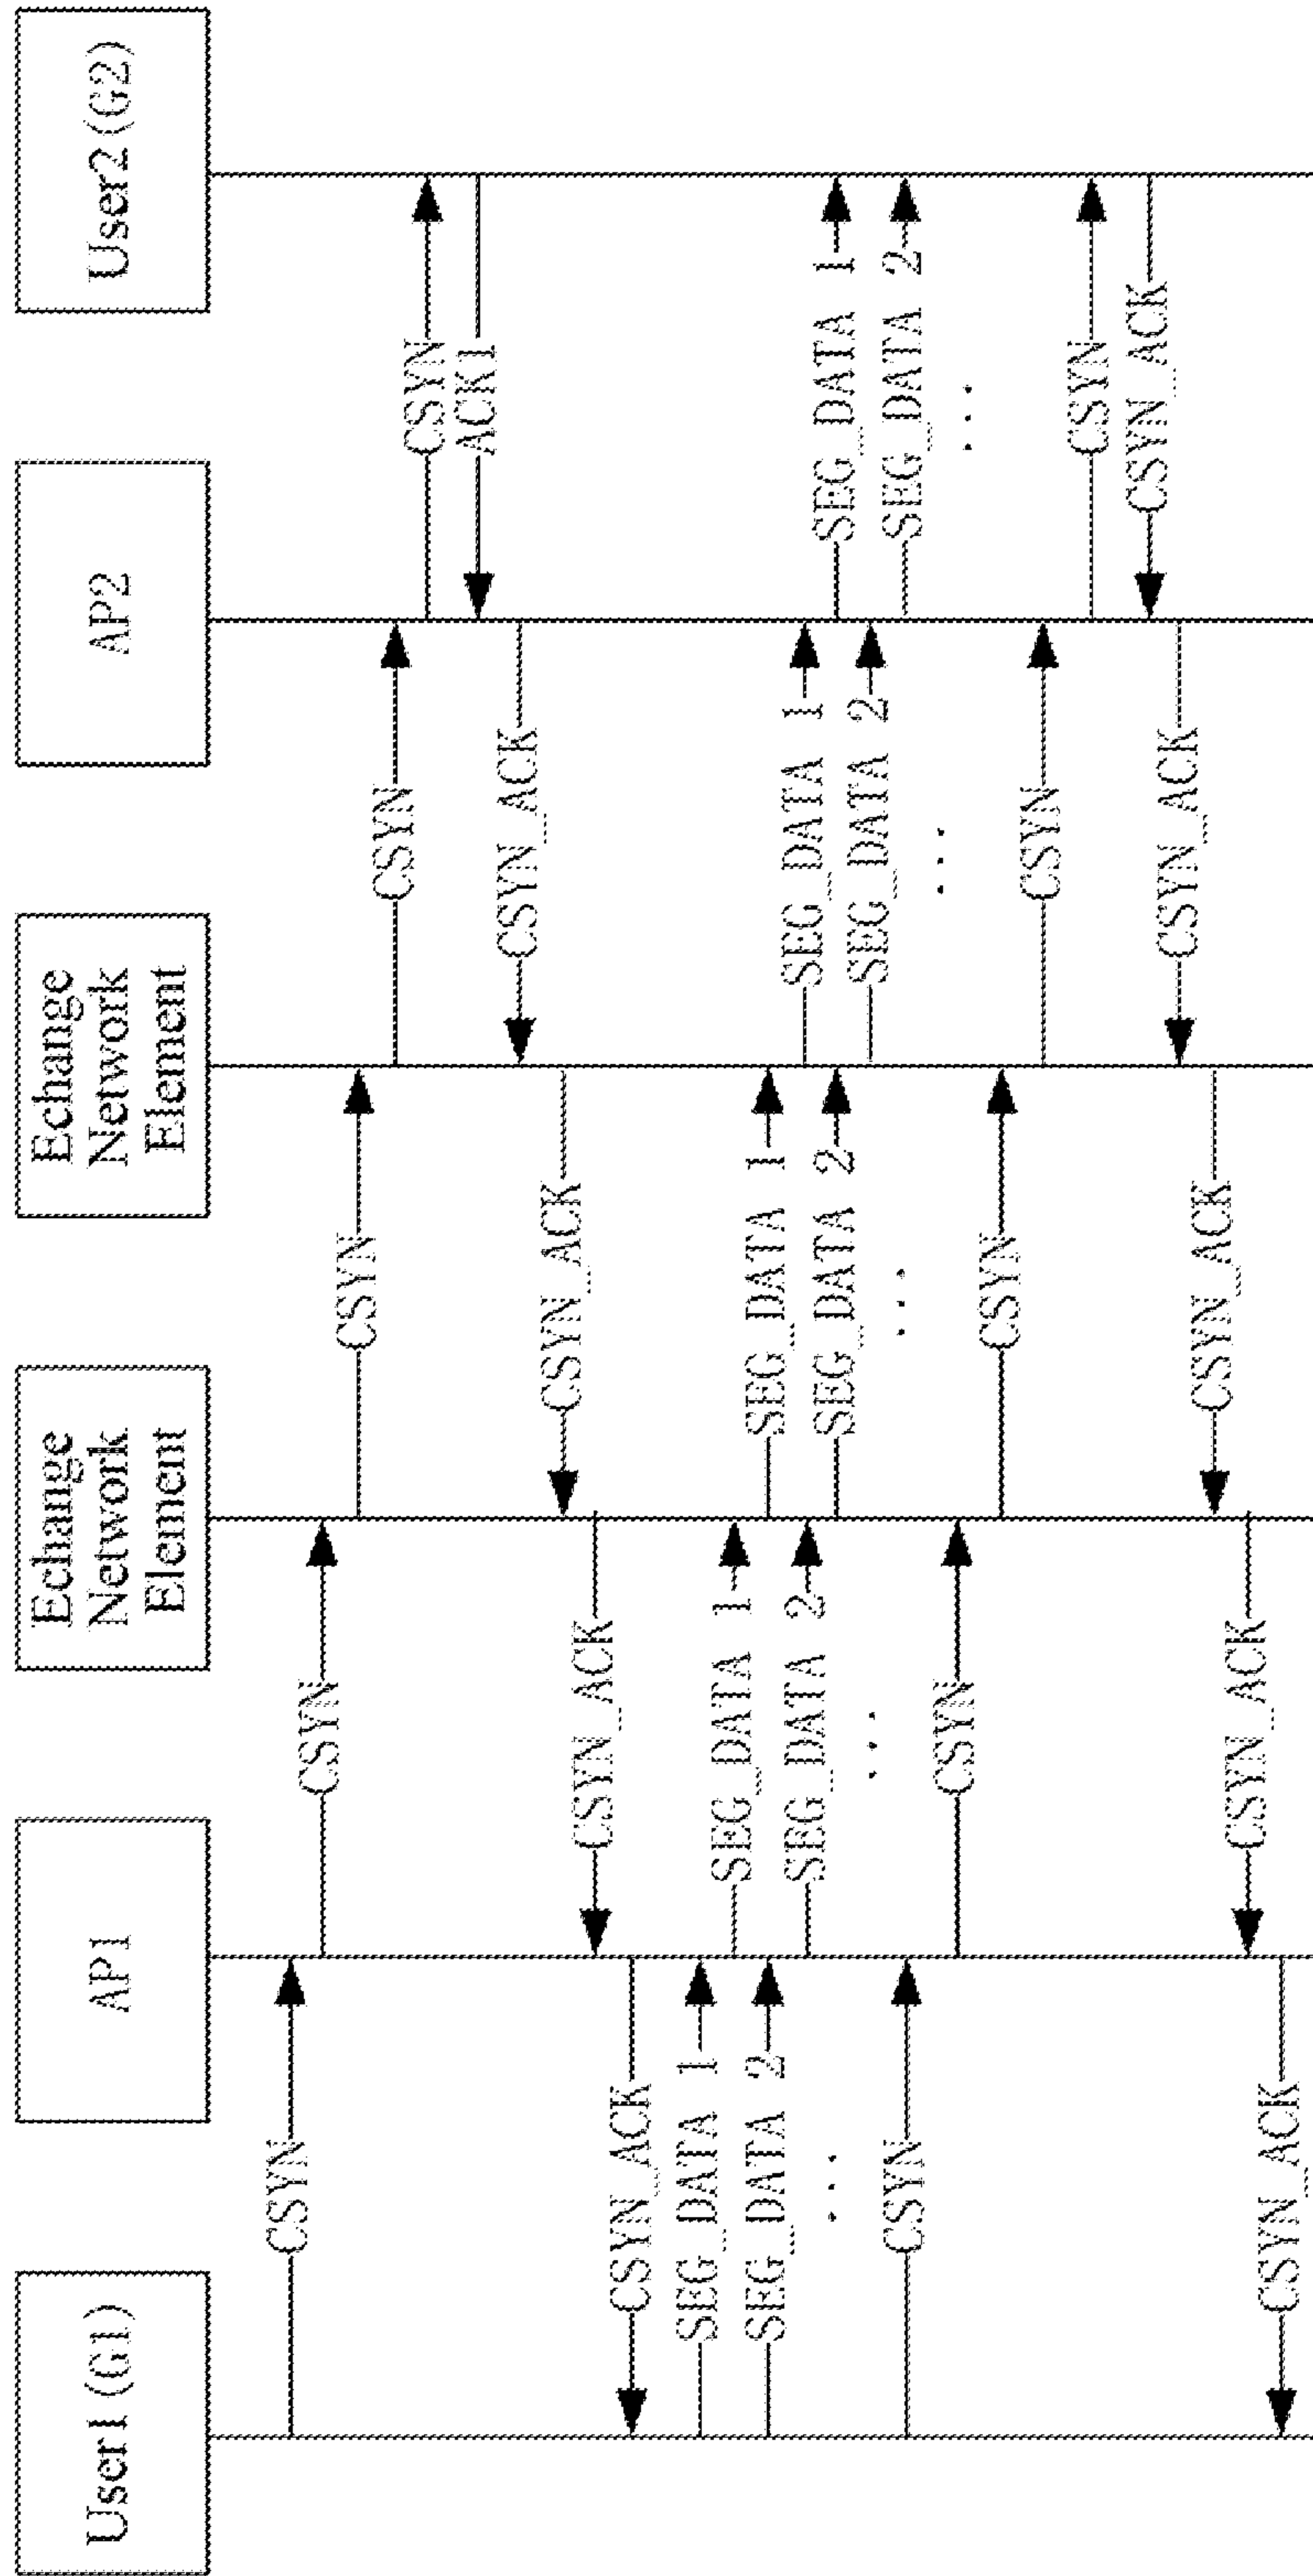 User1 (G1)
AP1
Echange
Network
Element
Echange
Network
Element
AP2
User2 (G2)
CSYN
CSYN
CSYN
CSYN
CSYN
ACK1
CSYN_ACK
CSYN_ACK
CSYN_ACK
CSYN_ACK
SEG_DATA 1
SEG_DATA 1
SEG_DATA 2
SEG_DATA 1
SEG_DATA 2
SEG_DATA 1
...
SEG_DATA 2
SEG_DATA 1
...
SEG_DATA 2
...
SEG_DATA 2
CSYN
...
CSYN
...
CSYN
CSYN
CSYN
CSYN_ACK
CSYN_ACK
CSYN_ACK
CSYN_ACK
CSYN_ACK